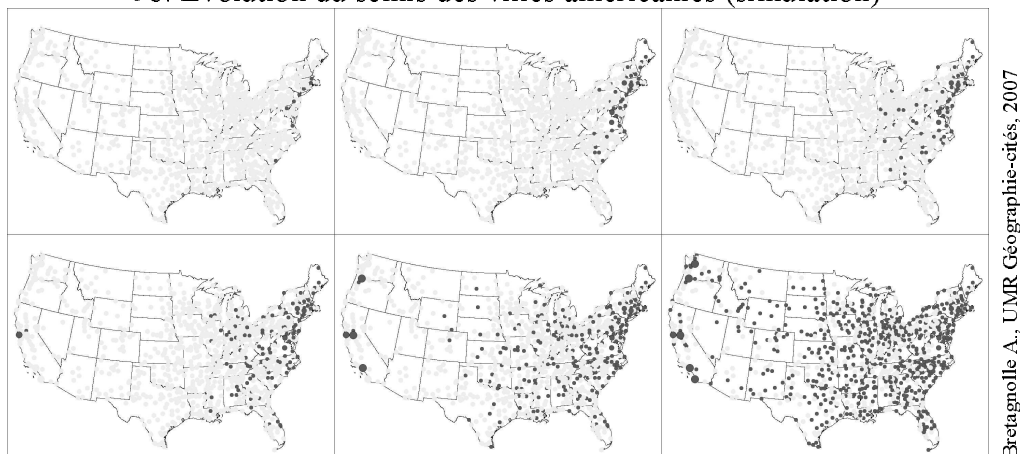 Evolution du semis des villes américaines (simulation)
Bretagnolle A., UMR Géographie-cités, 2007